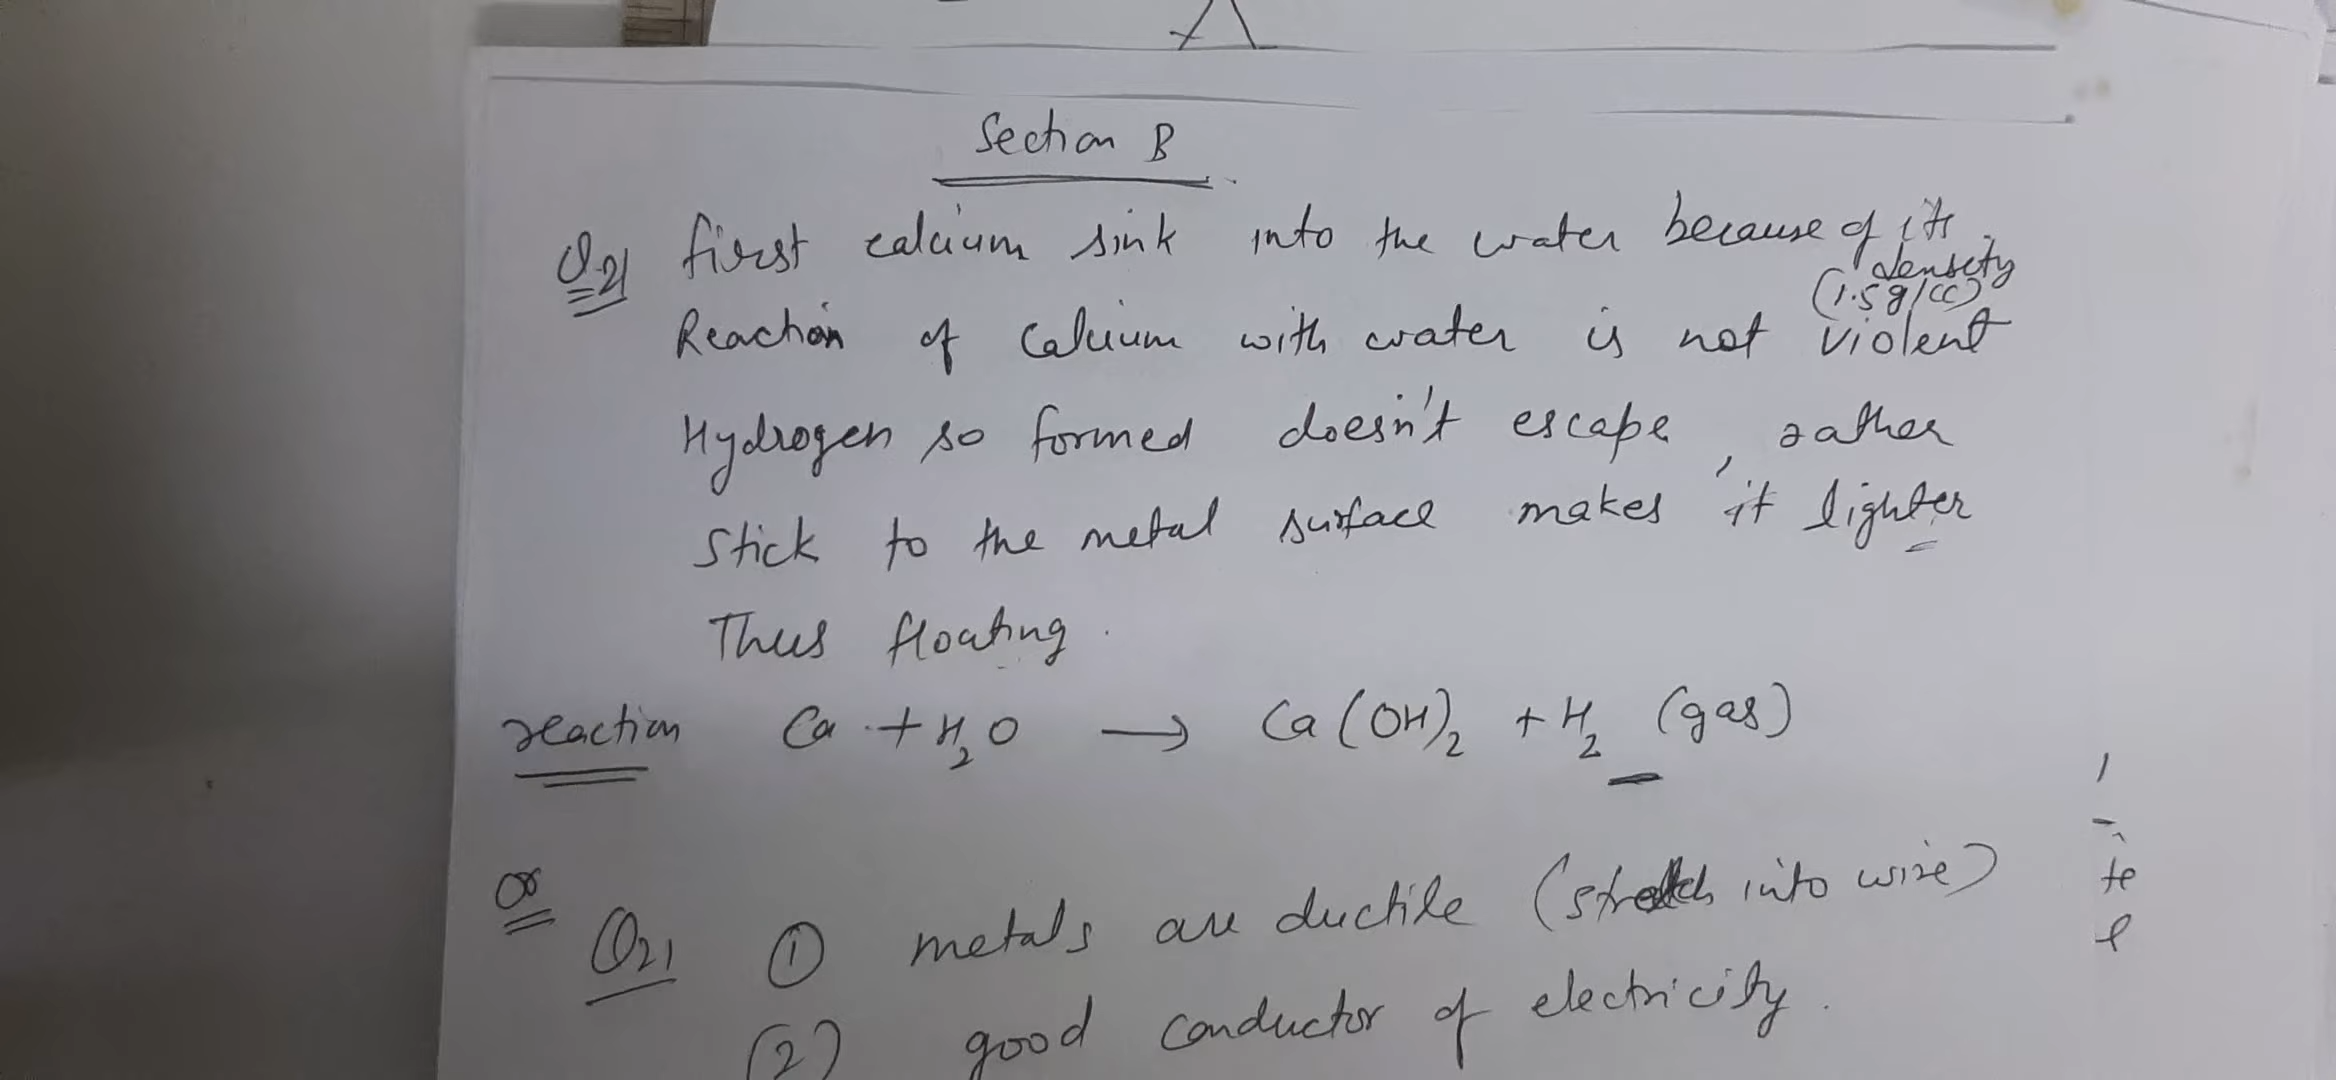 Section B
Q21 first calcium sink into the water because of its density
(1.5g/cc)
Reaction of Calcium with water is not violent
Hydrogen so formed doesn't escape, rather
stick to the metal surface makes it lighter
Thus floating.
reaction Ca + H₂O → Ca(OH)₂ + H₂ (gas)
or
Q21 ① metals are ductile (stretch into wire)
(2) good conductor of electricity.
te